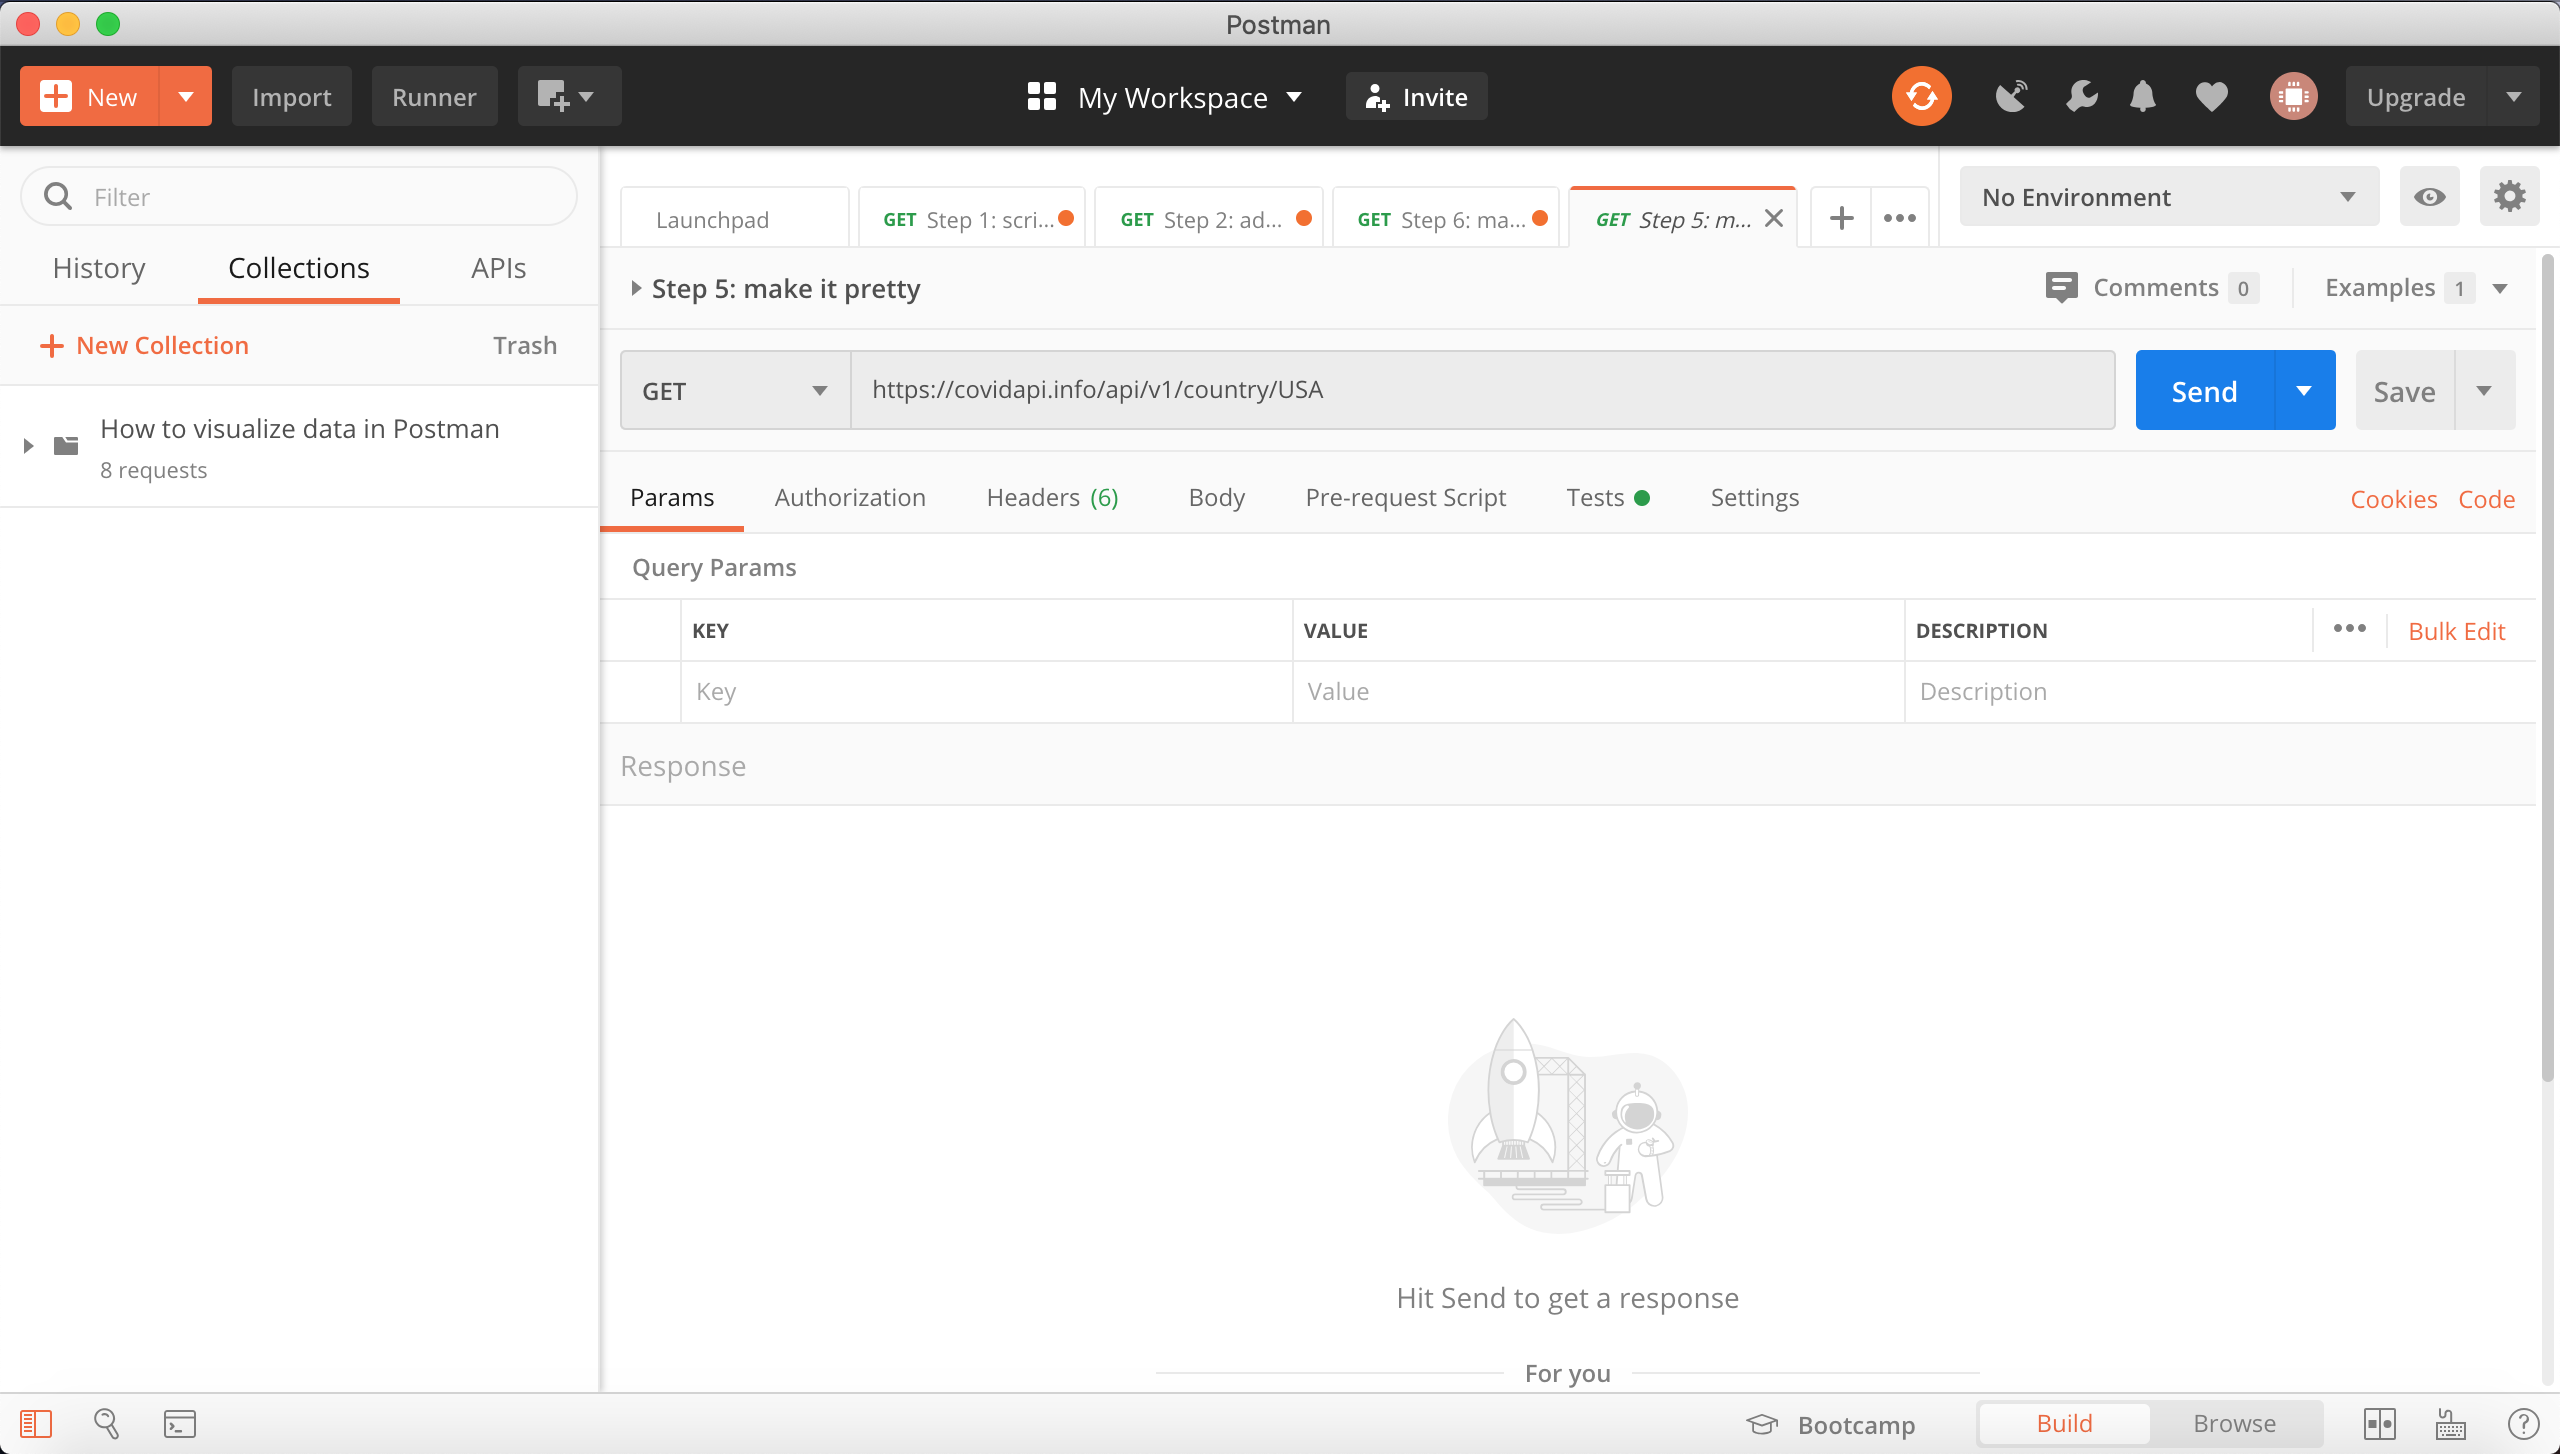 Postman
New
Import
Runner
My Workspace
Invite
Upgrade
Filter
Launchpad
GET Step 1: scri...
GET Step 2: ad...
GET Step 6: ma...
GET Step 5: m...
No Environment
History
Collections
APIs
Step 5: make it pretty
Comments 0
Examples 1
New Collection
Trash
GET
https://covidapi.info/api/v1/country/USA
Send
Save
How to visualize data in Postman
8 requests
Params
Authorization
Headers (6)
Body
Pre-request Script
Tests
Settings
Cookies
Code
Query Params
KEY
VALUE
DESCRIPTION
Bulk Edit
Key
Value
Description
Response
Hit Send to get a response
For you
Bootcamp
Build
Browse
?